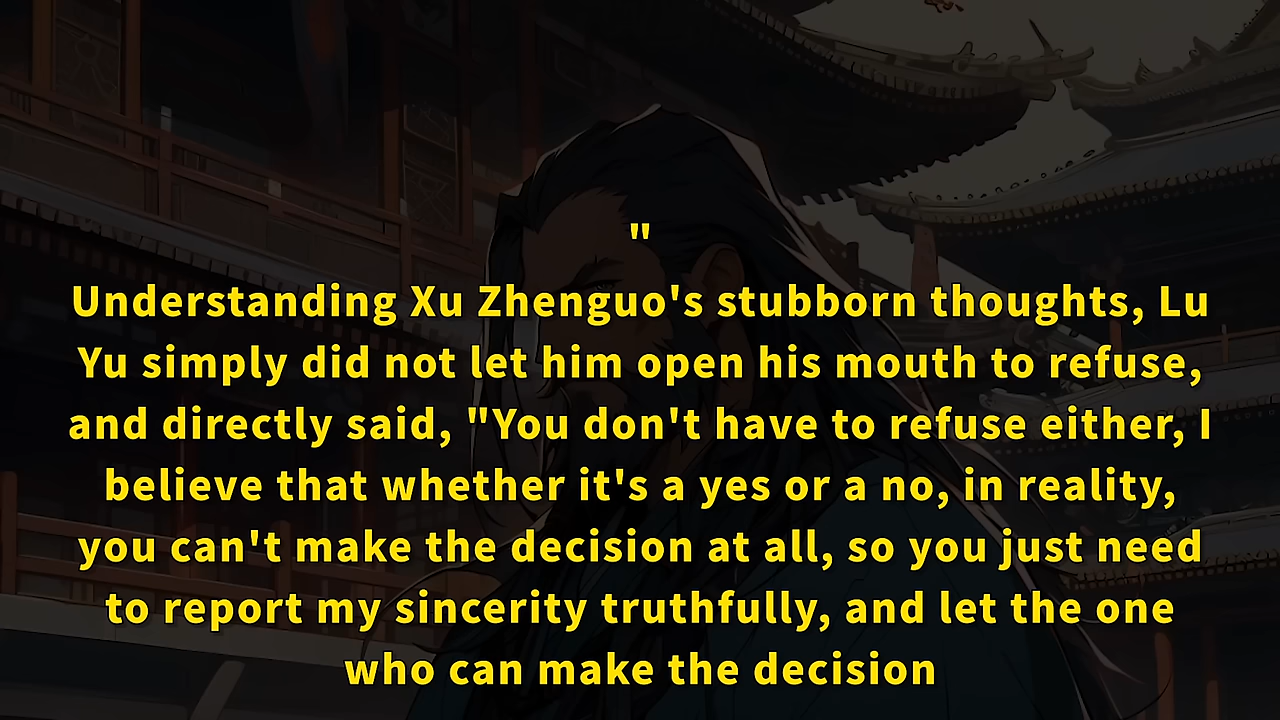 "
Understanding Xu Zhenguo's stubborn thoughts, Lu
Yu simply did not let him open his mouth to refuse,
and directly said, "You don't have to refuse either, I
believe that whether it's a yes or a no, in reality,
you can't make the decision at all, so you just need
to report my sincerity truthfully, and let the one
who can make the decision